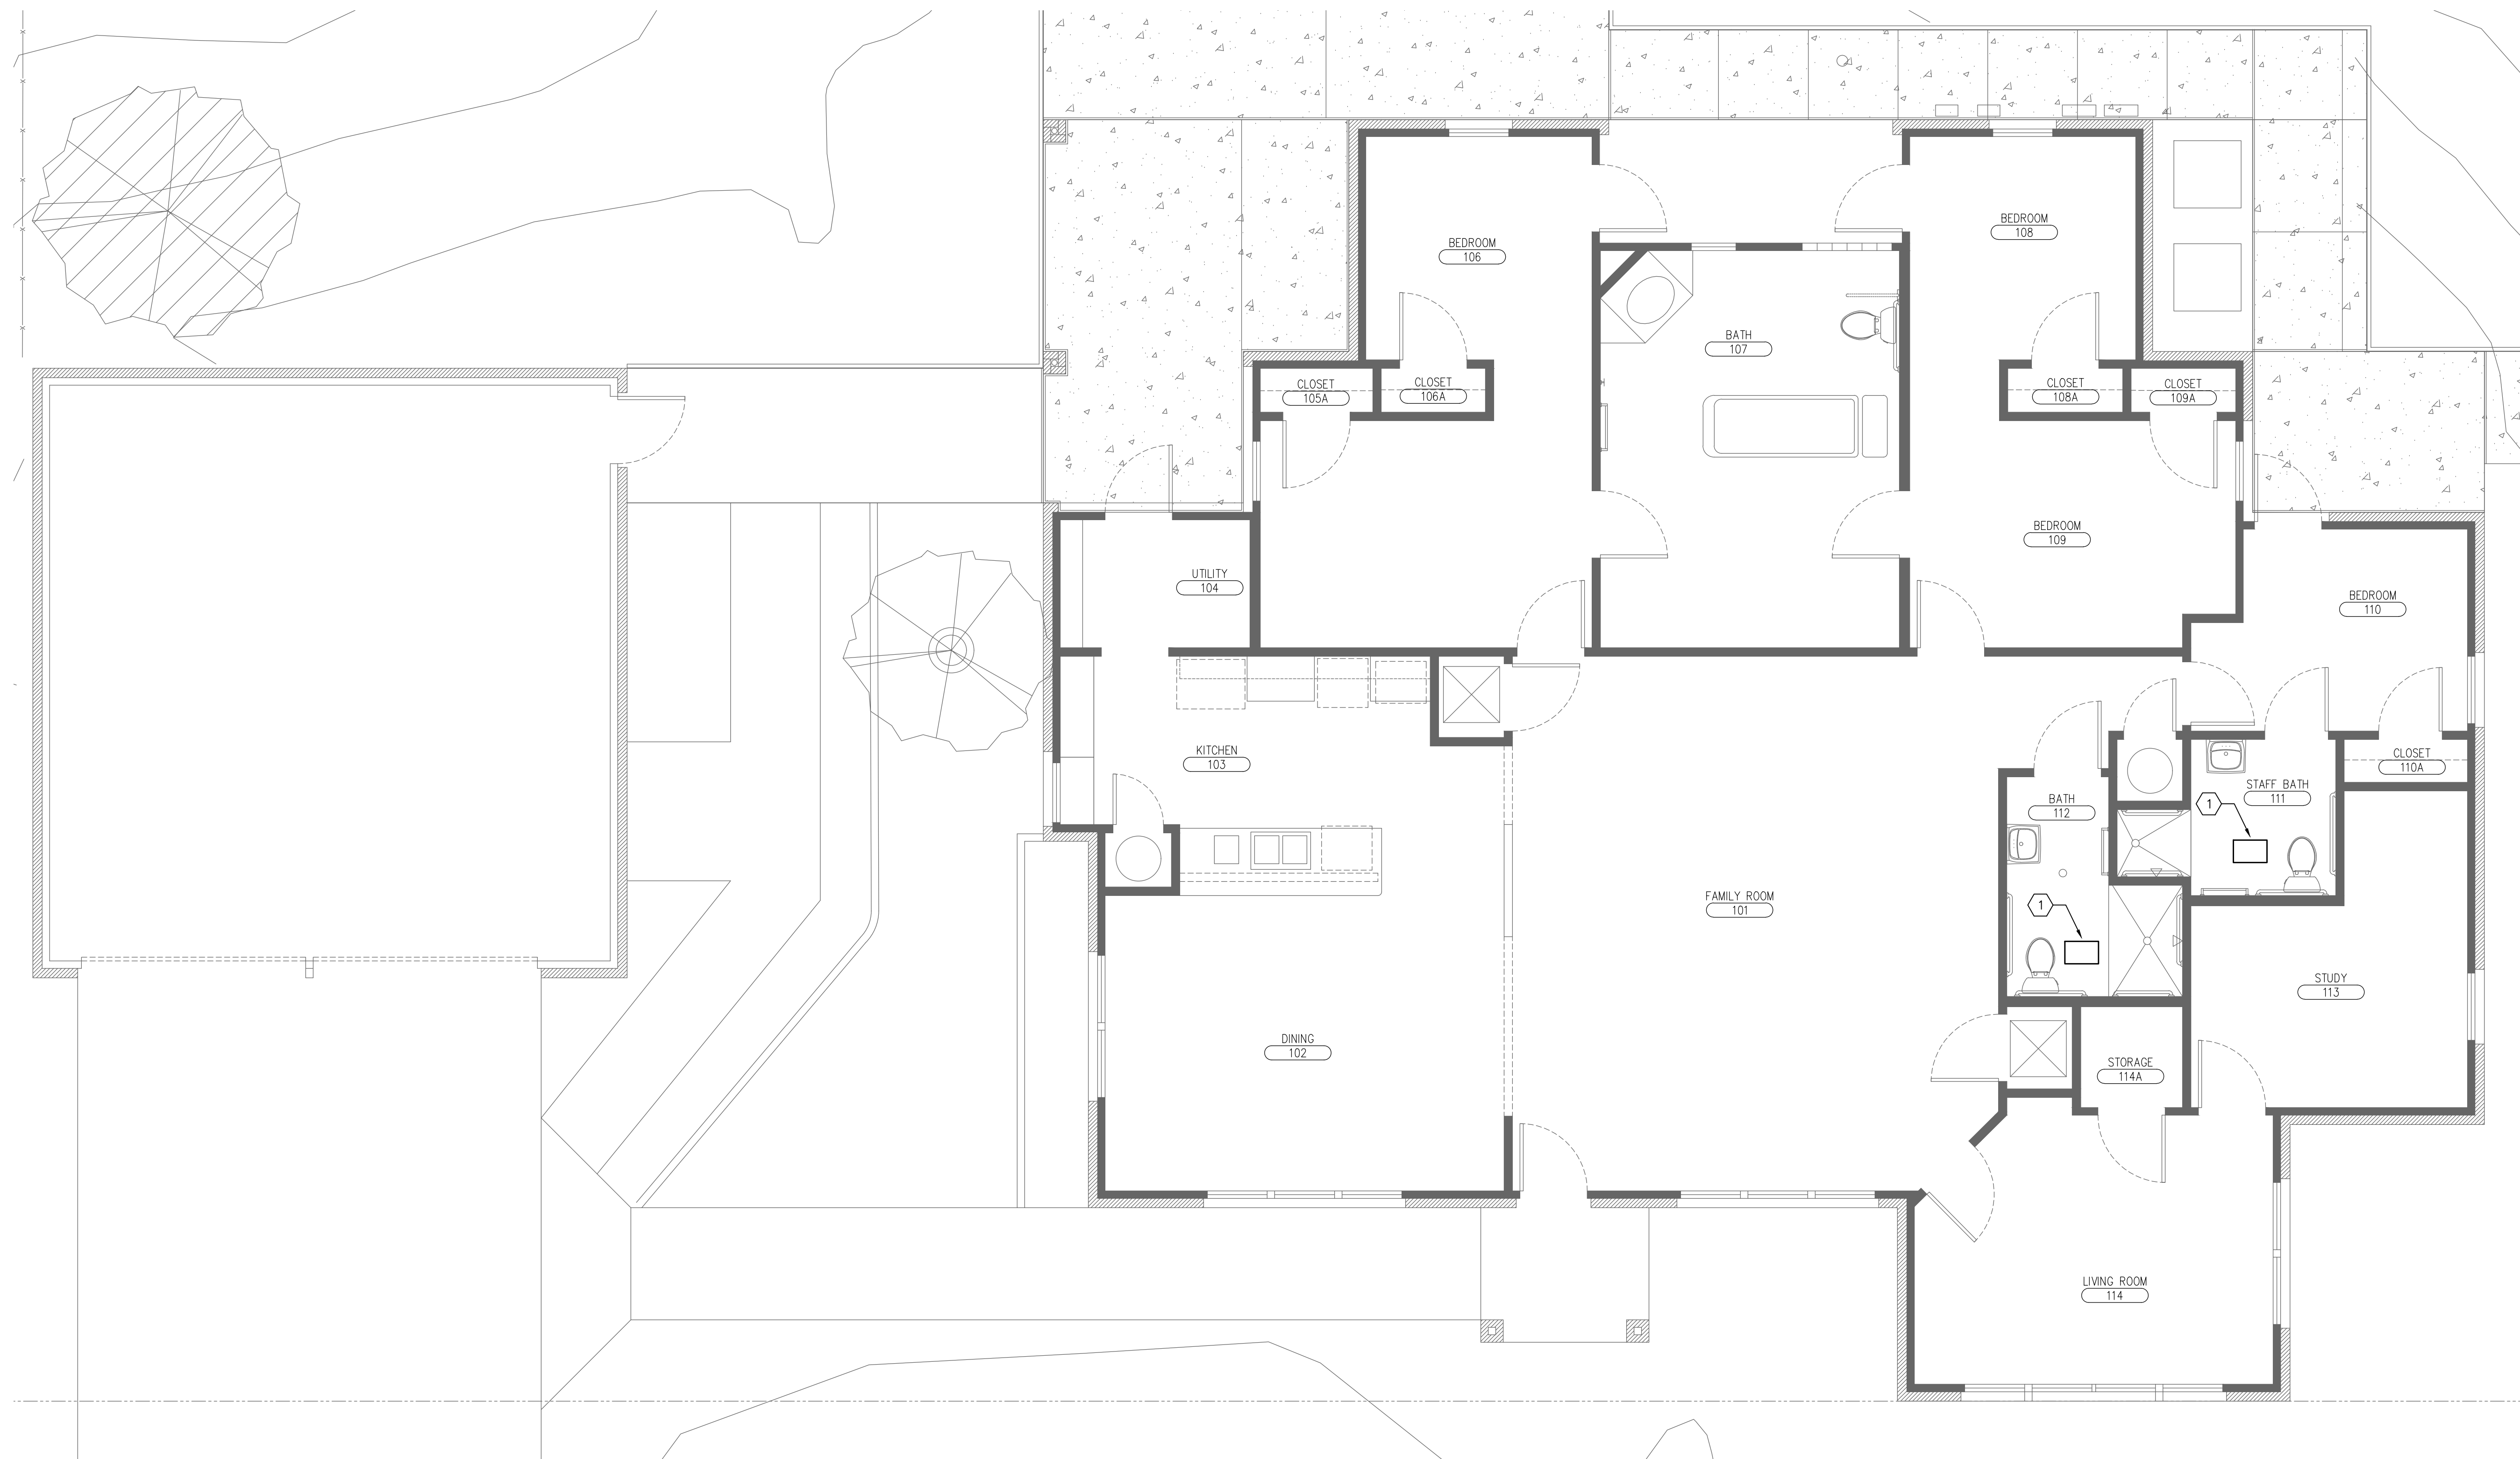 BEDROOM
106
BEDROOM
108
BATH
107
CLOSET
105A
CLOSET
106A
CLOSET
108A
CLOSET
109A
BEDROOM
109
UTILITY
104
BEDROOM
110
KITCHEN
103
CLOSET
110A
STAFF BATH
111
1
BATH
112
1
FAMILY ROOM
101
STUDY
113
DINING
102
STORAGE
114A
LIVING ROOM
114